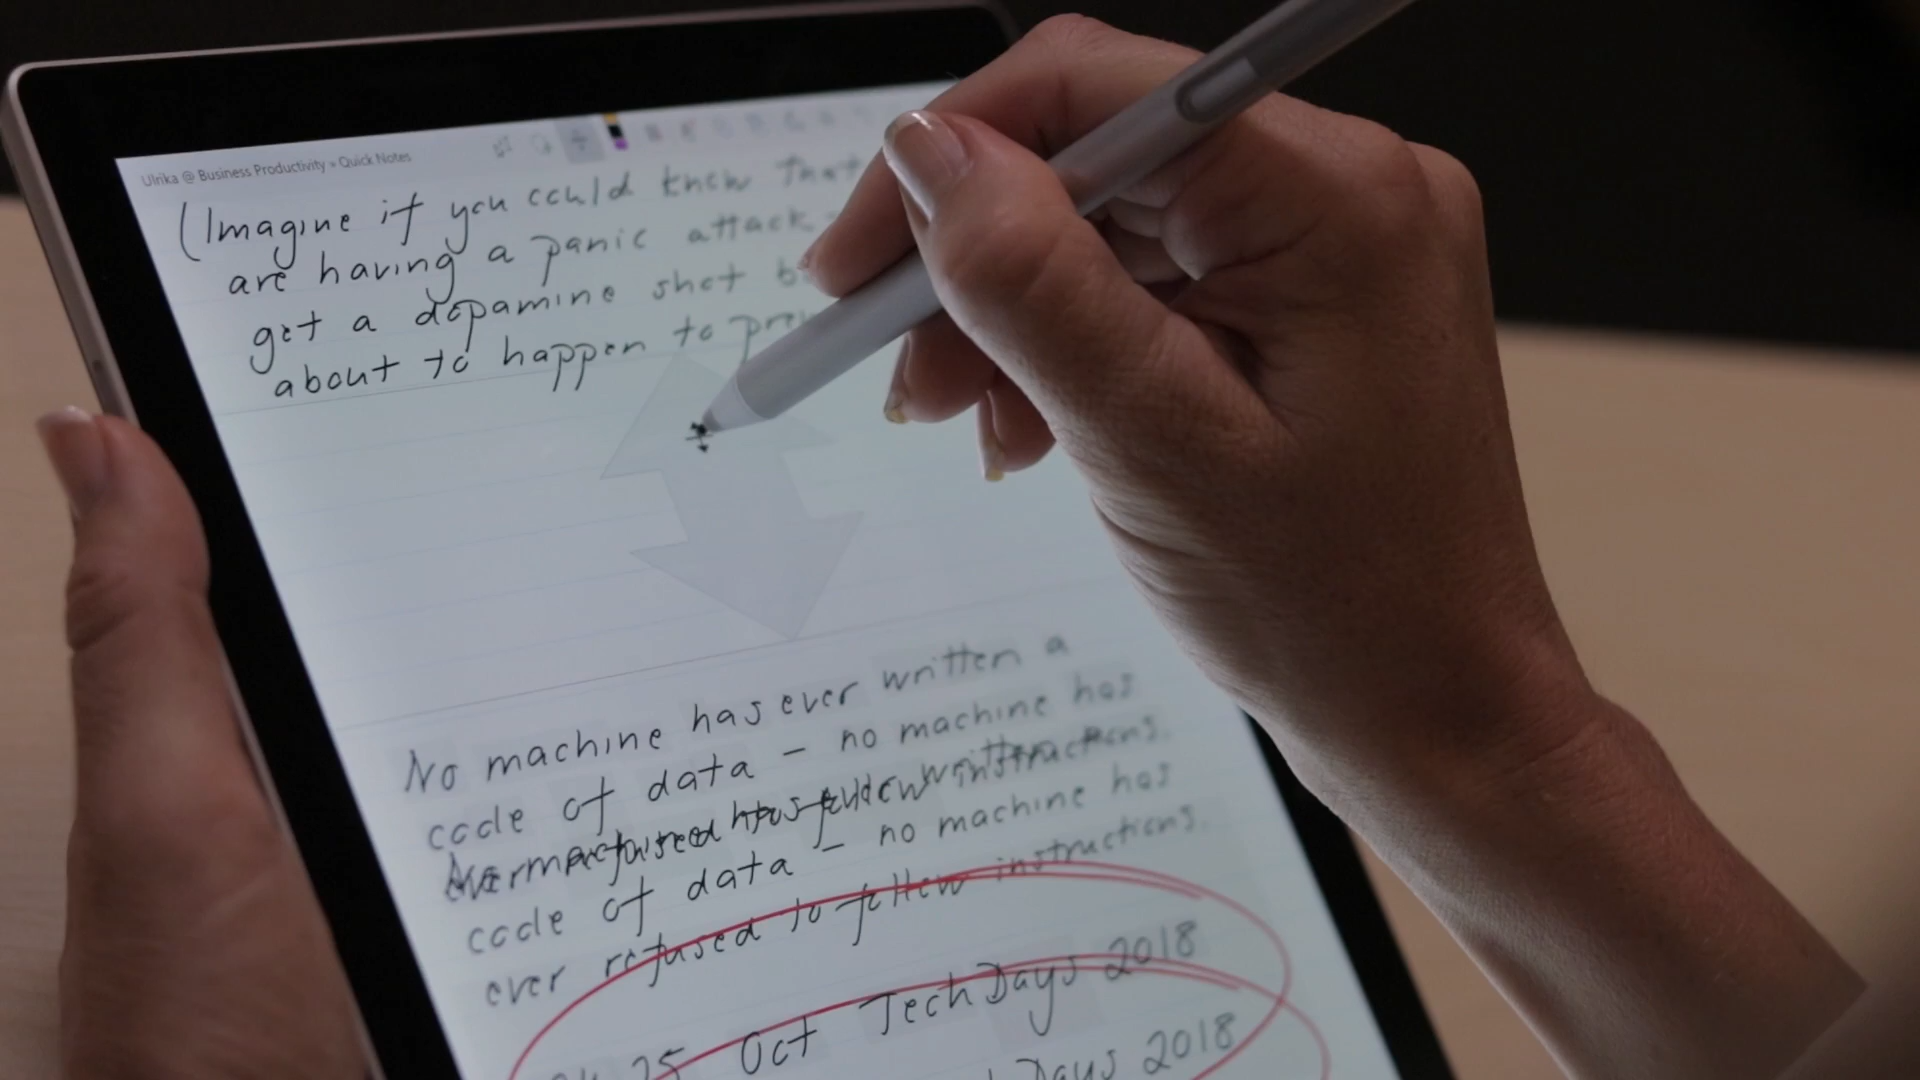 Ulrika @ Business Productivity » Quick Notes
(Imagine if you could know that
are having a panic attack -
get a dopamine shot
about to happen to
No machine has ever written a
code of data - no machine has
code of data - no machine has
ever refused to follow instructions.
25 Oct TechDays 2018
Days 2018